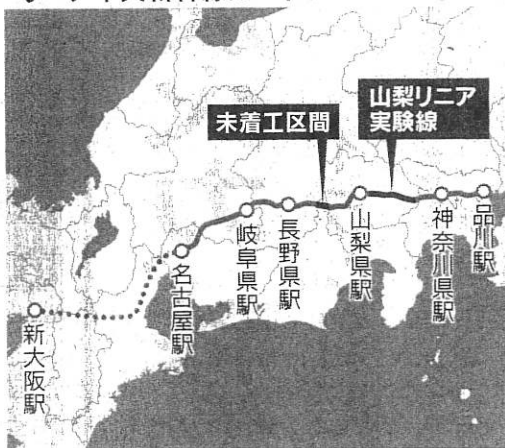 山梨リニア
実験線
未着工区間
品川駅
神奈川県駅
山梨県駅
長野県駅
岐阜県駅
名古屋駅
新大阪駅